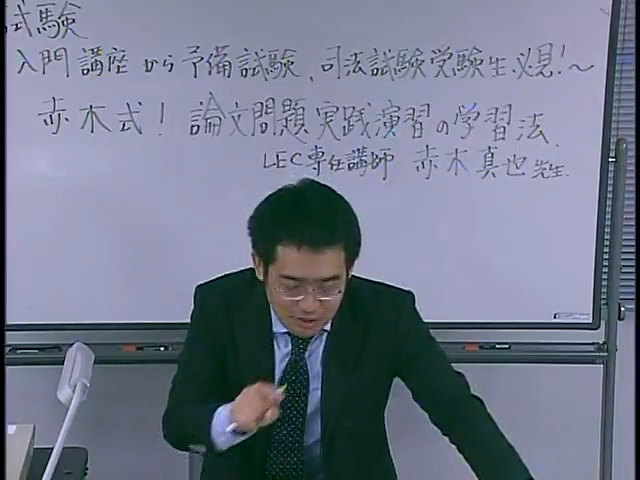 試験
入門講座から予備試験、司法試験受験生必見!〜
赤木式! 論文問題実践演習の学習法.
LEC専任講師 赤木真也先生.